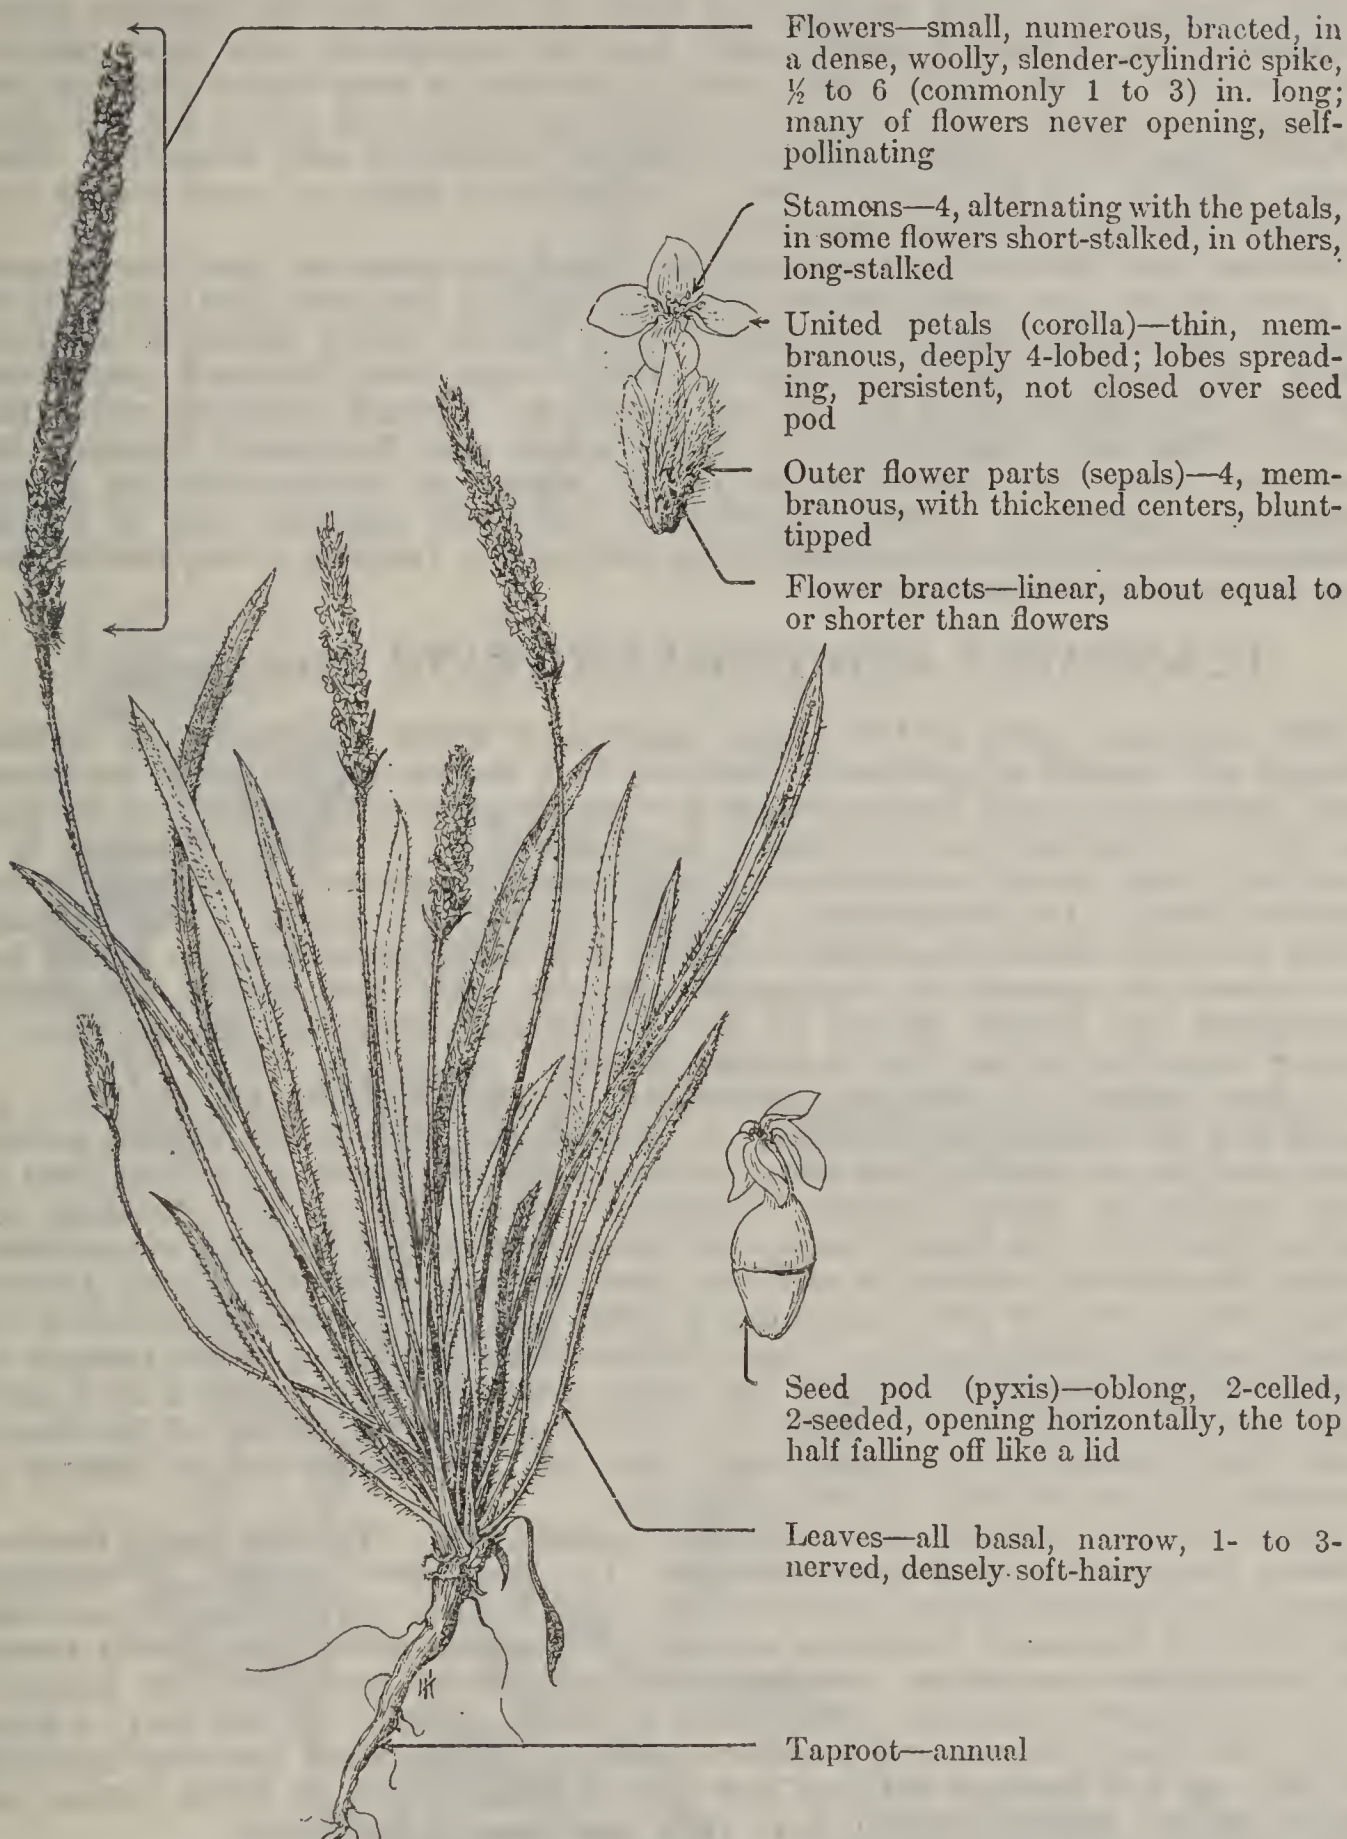 Flowers—small, numerous, bracted, in
a dense, woolly, slender-cylindric spike,
½ to 6 (commonly 1 to 3) in. long;
many of flowers never opening, self-
pollinating
Stamens—4, alternating with the petals,
in some flowers short-stalked, in others,
long-stalked
United petals (corolla)—thin, mem-
branous, deeply 4-lobed; lobes spread-
ing, persistent, not closed over seed
pod
Outer flower parts (sepals)—4, mem-
branous, with thickened centers, blunt-
tipped
Flower bracts—linear, about equal to
or shorter than flowers
Seed pod (pyxis)—oblong, 2-celled,
2-seeded, opening horizontally, the top
half falling off like a lid
Leaves—all basal, narrow, 1- to 3-
nerved, densely soft-hairy
Taproot—annual